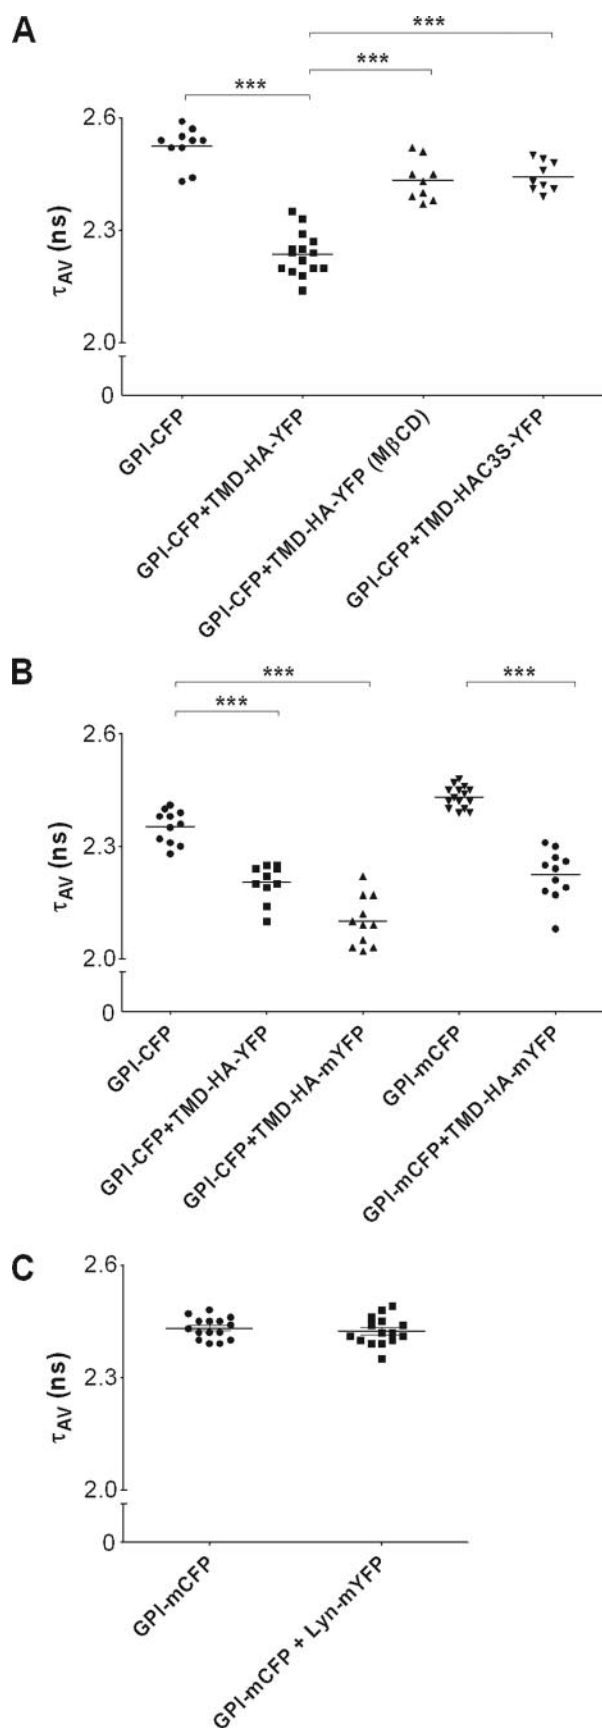 A
***
***
***
2.6
2.3
2.0
0
τAV (ns)
GPI-CFP
GPI-CFP+TMD-HA-YFP
GPI-CFP+TMD-HA-YFP (MβCD)
GPI-CFP+TMD-HAC3S-YFP
B
***
***
***
2.6
2.3
2.0
0
τAV (ns)
GPI-CFP
GPI-CFP+TMD-HA-YFP
GPI-CFP+TMD-HA-mYFP
GPI-mCFP
GPI-mCFP+TMD-HA-mYFP
C
2.6
2.3
2.0
0
τAV (ns)
GPI-mCFP
GPI-mCFP + Lyn-mYFP